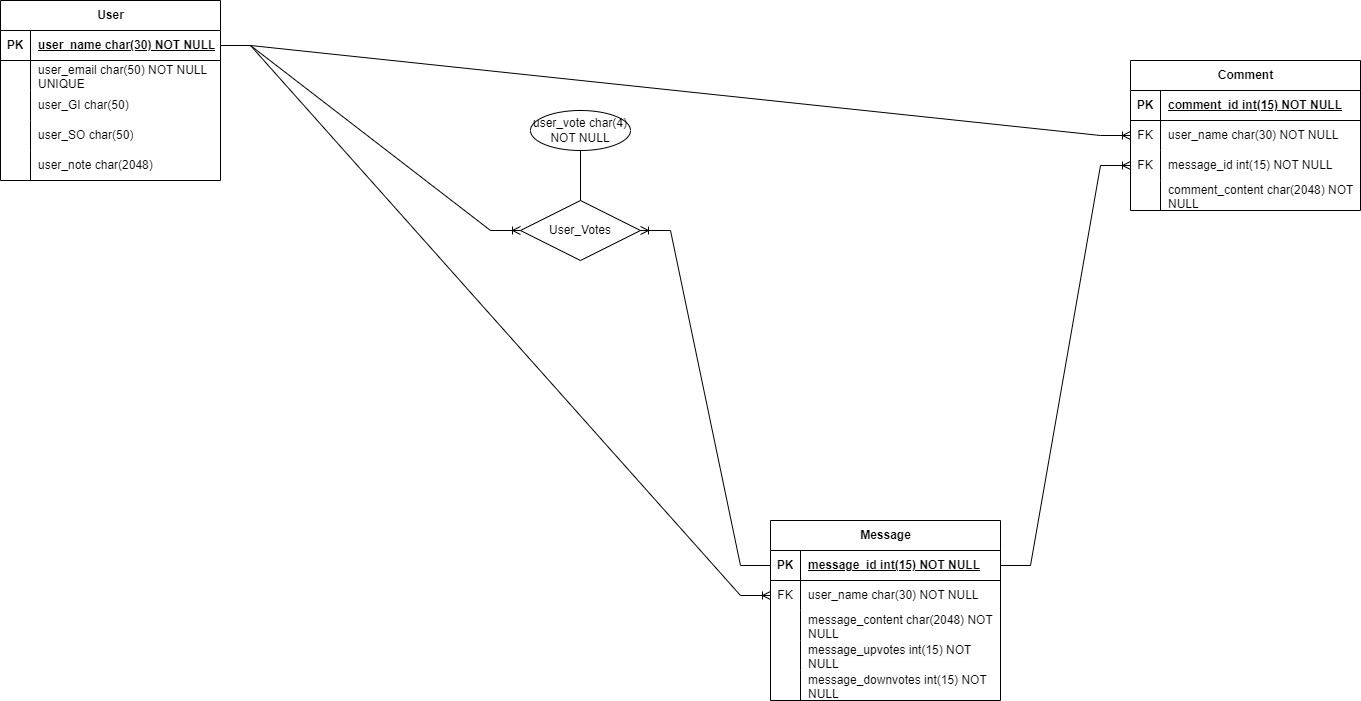 User
PK user_name char(30) NOT NULL
user_email char(50) NOT NULL
UNIQUE
user_GI char(50)
user_SO char(50)
user_note char(2048)
user_vote char(4)
NOT NULL
User_Votes
Comment
PK comment_id int(15) NOT NULL
FK user_name char(30) NOT NULL
FK message_id int(15) NOT NULL
comment_content char(2048) NOT
NULL
Message
PK message_id int(15) NOT NULL
FK user_name char(30) NOT NULL
message_content char(2048) NOT
NULL
message_upvotes int(15) NOT
NULL
message_downvotes int(15) NOT
NULL